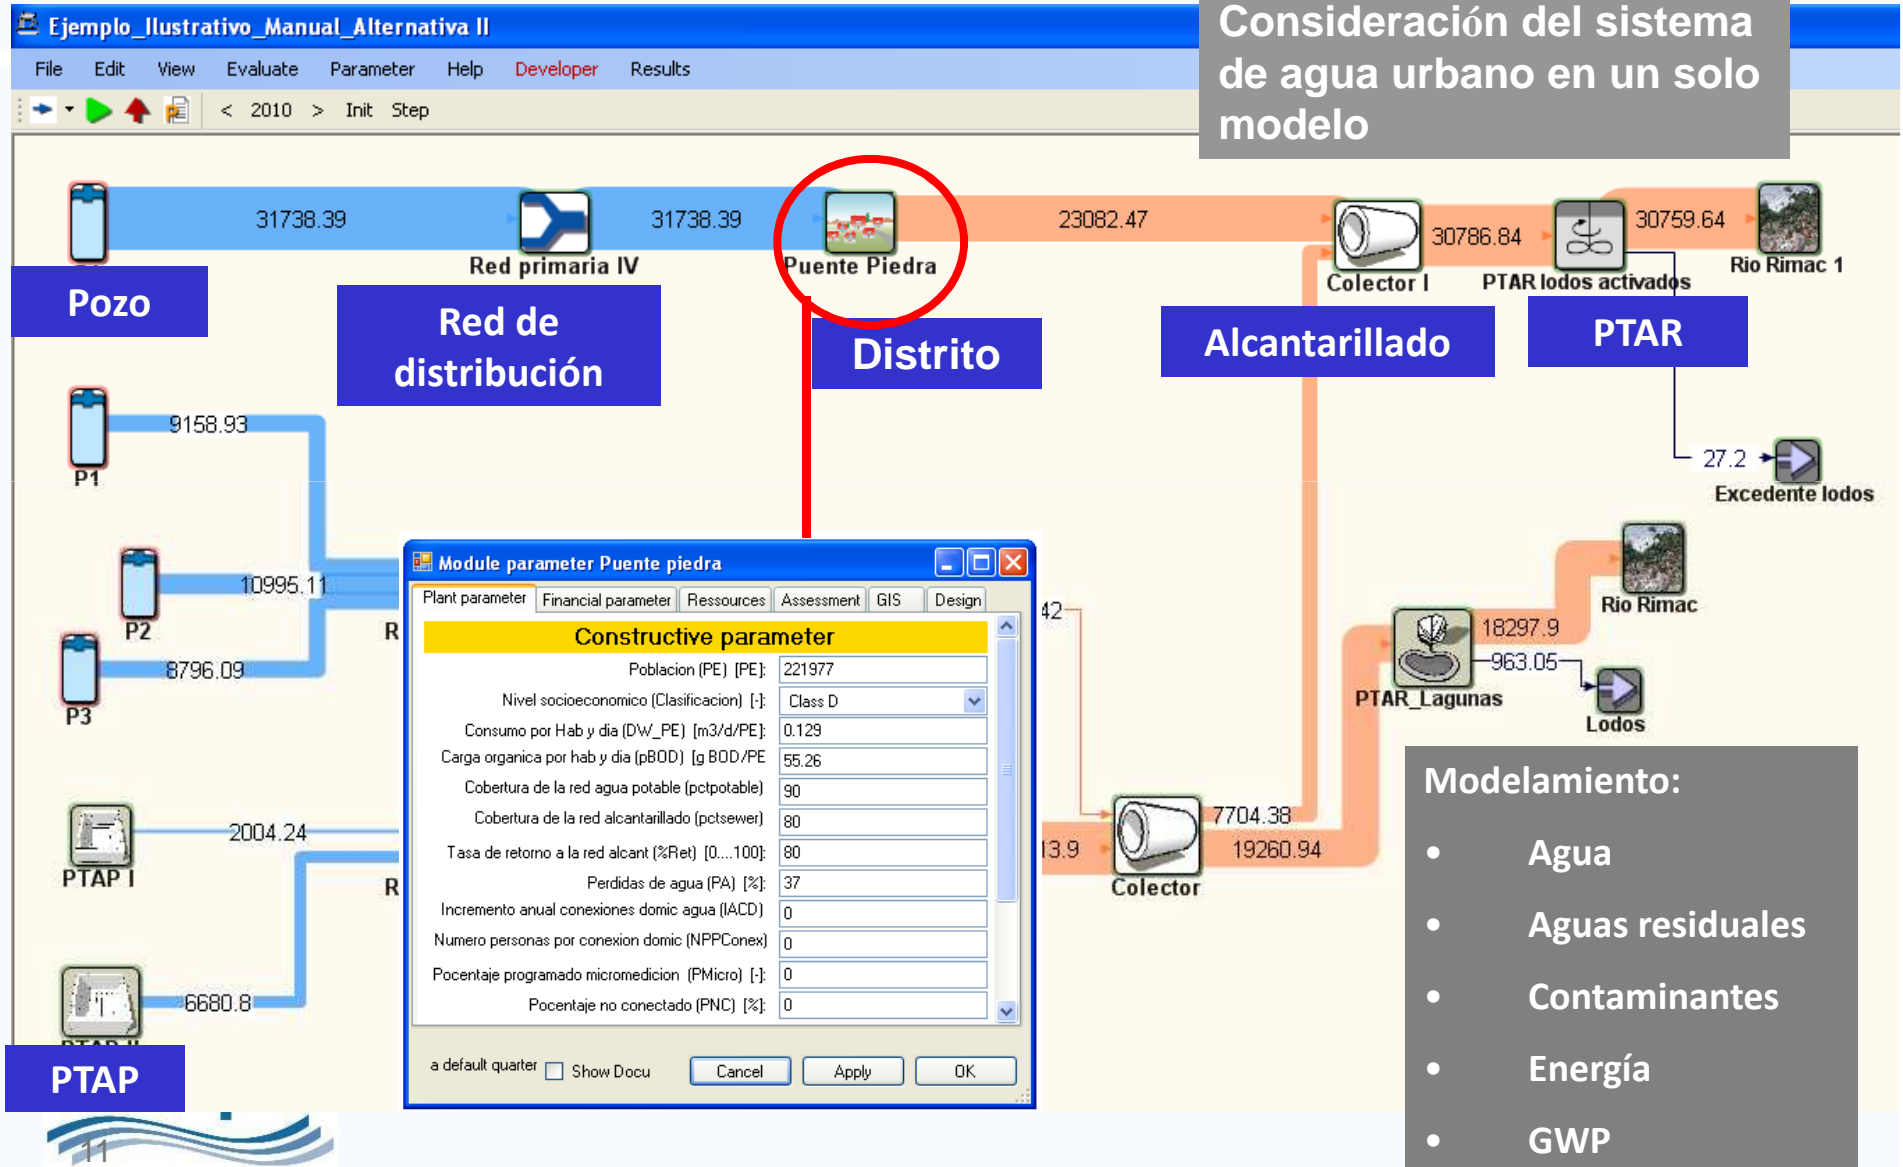 Ejemplo_Ilustrativo_Manual_Alternativa II
Consideración del sistema
de agua urbano en un solo
modelo
File Edit View Evaluate Parameter Help Developer Results
< 2010 > Init Step
31738.39
31738.39
23082.47
30786.84
30759.64
Red primaria IV
Puente Piedra
Colector I
PTAR lodos activados
Rio Rimac 1
Pozo
Red de
distribución
Distrito
Alcantarillado
PTAR
9158.93
P1
27.2
Excedente lodos
10995.11
P2
R
8796.09
P3
Module parameter Puente piedra
Plant parameter Financial parameter Ressources Assessment GIS Design
Constructive parameter
Poblacion (PE) [PE]: 221977
Nivel socioeconomico (Clasificacion) [-]: Class D
Consumo por Hab y dia (DW_PE) [m3/d/PE]: 0.129
Carga organica por hab y dia (pBOD) [g BOD/PE 55.26
Cobertura de la red agua potable (pctpotable) 90
Cobertura de la red alcantarillado (pctsewer) 80
Tasa de retorno a la red alcant (%Ret) [0....100]: 80
Perdidas de agua (PA) [%]: 37
Incremento anual conexiones domic agua (IACD) 0
Numero personas por conexion domic (NPPConex) 0
Pocentaje programado micromedicion (PMicro) [-]: 0
Pocentaje no conectado (PNC) [%]: 0
a default quarter Show Docu Cancel Apply OK
42
Rio Rimac
18297.9
963.05
PTAR_Lagunas
Lodos
13.9
7704.38
19260.94
Colector
2004.24
PTAP I
R
6680.8
PTAP II
PTAP
Modelamiento:
• Agua
• Aguas residuales
• Contaminantes
• Energía
• GWP
11